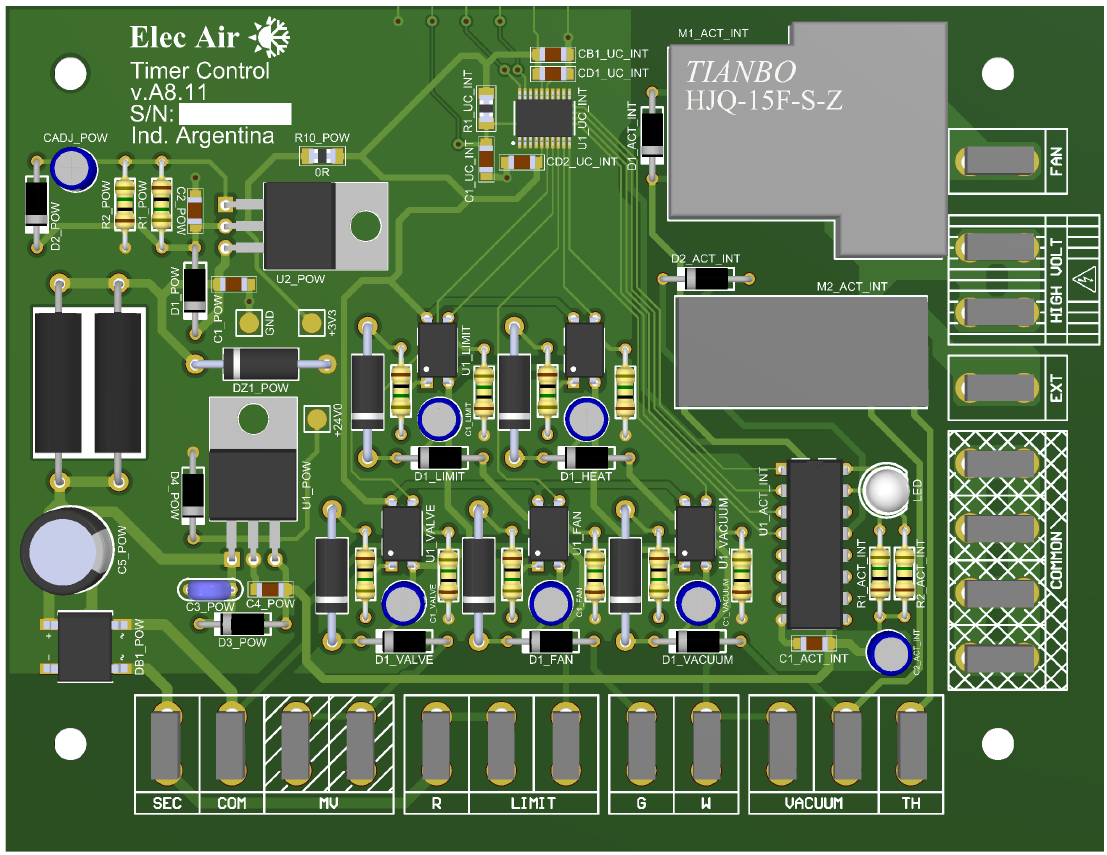 Elec Air
Timer Control
v.A8.11
S/N:
Ind. Argentina
CB1_UC_INT
CD1_UC_INT
R1_UC_INT
U1_UC_INT
C1_UC_INT
CD2_UC_INT
M1_ACT_INT
TIANBO
HJQ-15F-S-Z
D1_ACT_INT
FAN
CADJ_POW
R10_POW
0R
D2_POW
R2_POW
R1_POW
C2_POW
U2_POW
D1_POW
C1_POW
GND
+3V3
D2_ACT_INT
M2_ACT_INT
HIGH VOLT
EXT
DZ1_POW
+24V0
U1_LIMIT
C1_LIMIT
D1_LIMIT
D1_HEAT
D4_POW
U1_POW
C5_POW
C3_POW
C4_POW
D3_POW
DB1_POW
+
~
-
~
U1_VALVE
C1_VALVE
D1_VALVE
U1_FAN
C1_FAN
D1_FAN
U1_VACUUM
C1_VACUUM
D1_VACUUM
U1_ACT_INT
LED
R1_ACT_INT
R2_ACT_INT
C1_ACT_INT
C2_ACT_INT
COMMON
SEC COM MV R LIMIT G W VACUUM TH